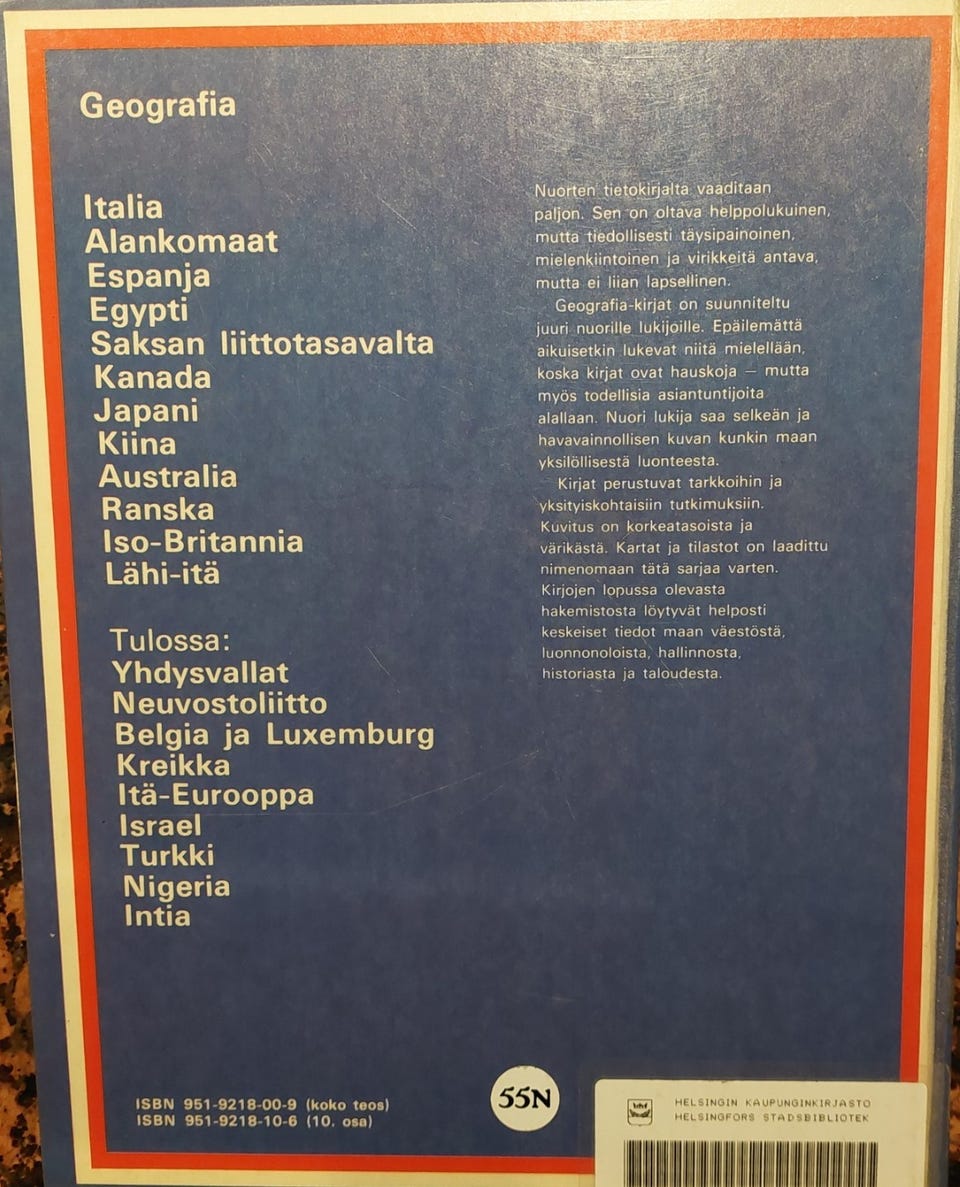 Geografia
Italia
Alankomaat
Espanja
Egypti
Saksan liittotasavalta
Kanada
Japani
Kiina
Australia
Ranska
Iso-Britannia
Lähi-itä
Tulossa:
Yhdysvallat
Neuvostoliitto
Belgia ja Luxemburg
Kreikka
Itä-Eurooppa
Israel
Turkki
Nigeria
Intia
Nuorten tietokirjalta vaaditaan
paljon. Sen on oltava helppolukuinen,
mutta tiedollisesti täysipainoinen,
mielenkiintoinen ja virikkeitä antava,
mutta ei liian lapsellinen.
Geografia-kirjat on suunniteltu
juuri nuorille lukijoille. Epäilemättä
aikuisetkin lukevat niitä mielellään,
koska kirjat ovat hauskoja — mutta
myös todellisia asiantuntijoita
alallaan. Nuori lukija saa selkeän ja
havavainnollisen kuvan kunkin maan
yksilöllisestä luonteesta.
Kirjat perustuvat tarkkoihin ja
yksityiskohtaisiin tutkimuksiin.
Kuvitus on korkeatasoista ja
värikästä. Kartat ja tilastot on laadittu
nimenomaan tätä sarjaa varten.
Kirjojen lopussa olevasta
hakemistosta löytyvät helposti
keskeiset tiedot maan väestöstä,
luonnonoloista, hallinnosta,
historiasta ja taloudesta.
ISBN 951-9218-00-9 (koko teos)
ISBN 951-9218-10-6 (10. osa)
55N
HELSINGIN KAUPUNGINKIRJASTO
HELSINGFORS STADSBIBLIOTEK